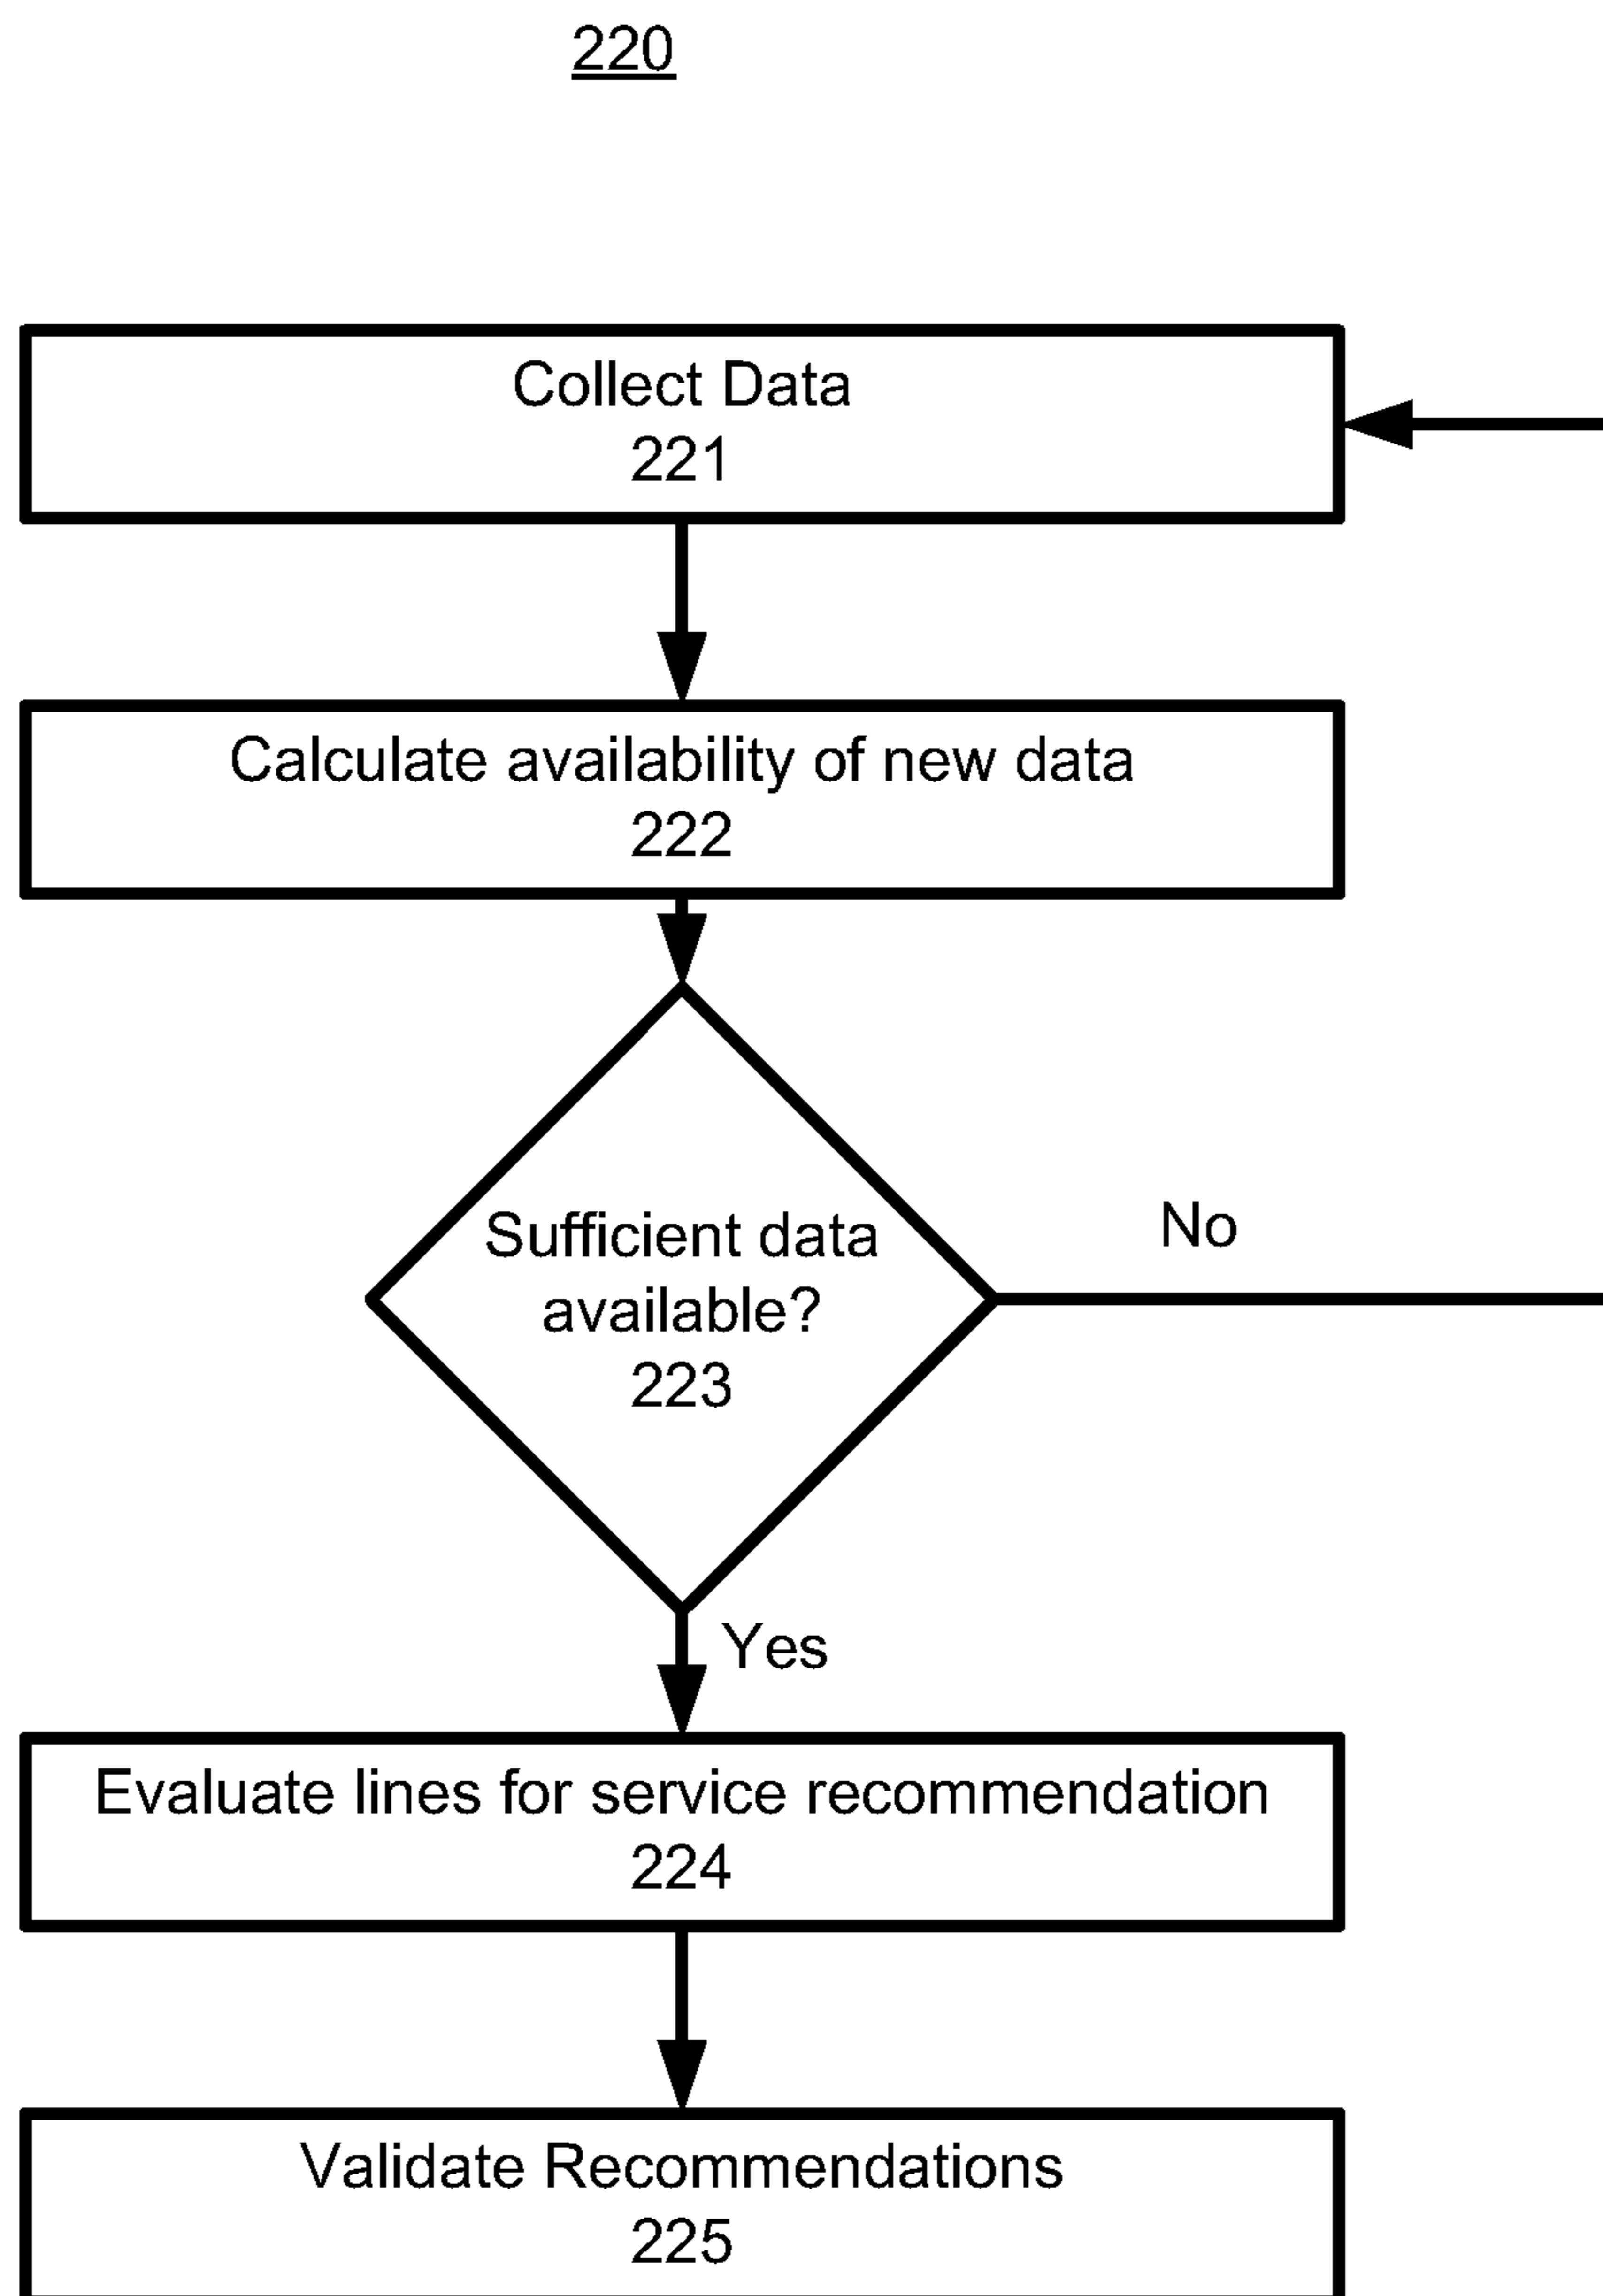 220
Collect Data
221
Calculate availability of new data
222
Sufficient data
available?
223
No
Yes
Evaluate lines for service recommendation
224
Validate Recommendations
225